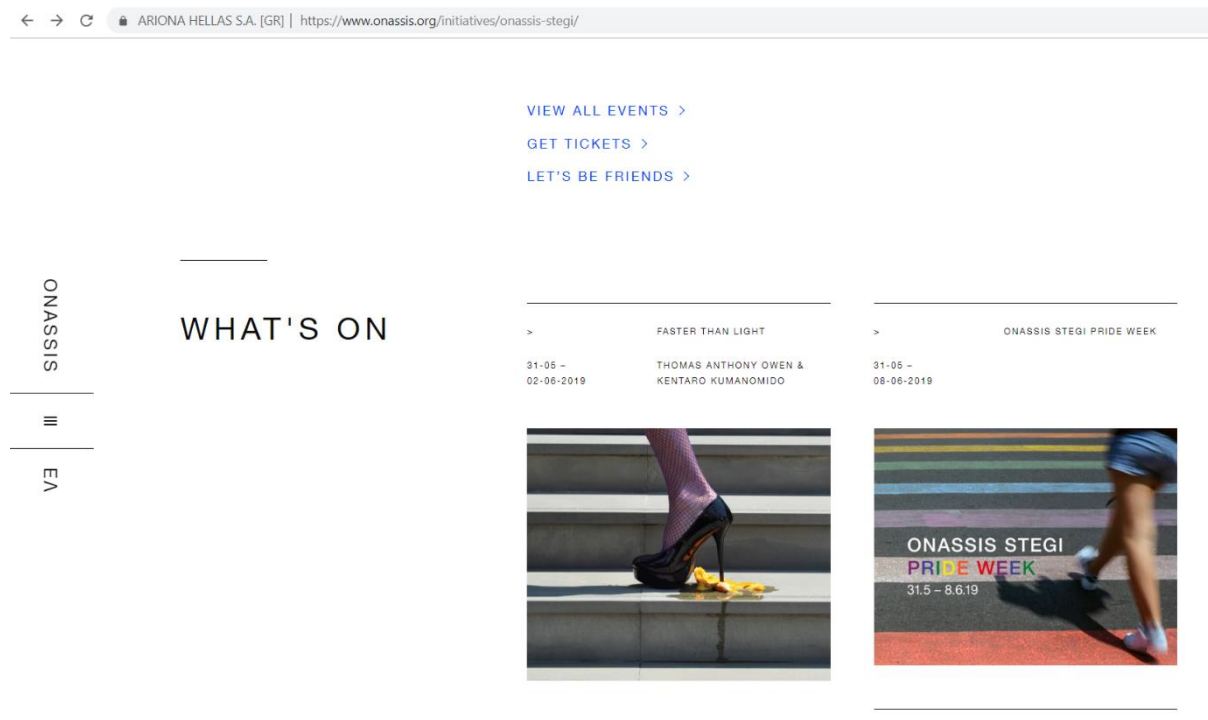 ARIONA HELLAS S.A. [GR] | https://www.onassis.org/initiatives/onassis-stegi/
VIEW ALL EVENTS >
GET TICKETS >
LET'S BE FRIENDS >
ONASSIS
ΕΛ
WHAT'S ON
> FASTER THAN LIGHT
31-05 – THOMAS ANTHONY OWEN &
02-06-2019 KENTARO KUMANOMIDO
> ONASSIS STEGI PRIDE WEEK
31-05 –
08-06-2019
ONASSIS STEGI
PRIDE WEEK
31.5 – 8.6.19